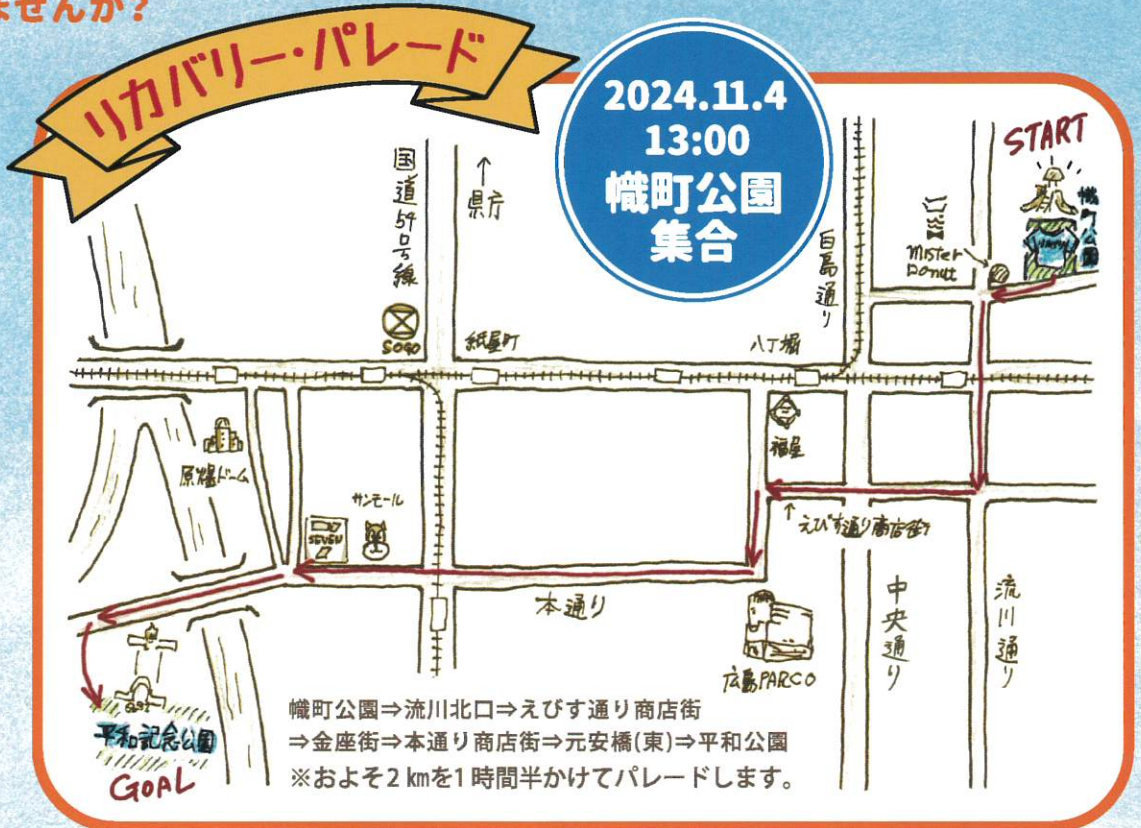 ませんか?
リカバリー・パレード
2024.11.4
13:00
幟町公園
集合
START
幟町公園
国道54号線
↑
県庁
白島通り
Mister
Donut
SOGO
紙屋町
八丁堀
福屋
原爆ドーム
サンモール
SEVEN
↑えびす通り商店街
本通り
中央通り
流川通り
広島PARCO
平和記念公園
GOAL
幟町公園⇒流川北口⇒えびす通り商店街
⇒金座街⇒本通り商店街⇒元安橋(東)⇒平和公園
※およそ2kmを1時間半かけてパレードします。